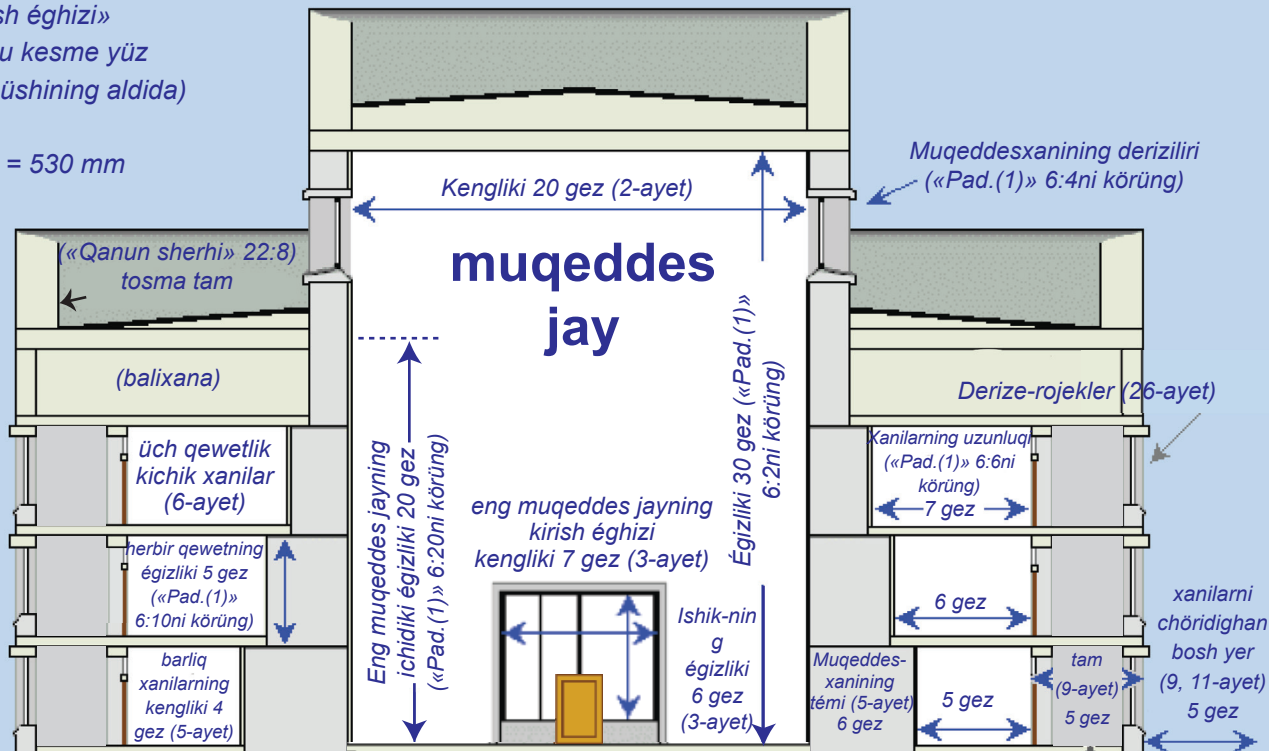 sh éghizi»
u kesme yüz
üshining aldida)
= 530 mm
Muqeddesxanining deriziliri
(«Pad.(1)» 6:4ni körüng)
Kengliki 20 gez (2-ayet)
muqeddes
jay
(«Qanun sherhi» 22:8)
tosma tam
(balixana)
Derize-rojekler (26-ayet)
üch qewetlik
kichik xanilar
(6-ayet)
herbir qewetning
égizliki 5 gez
(«Pad.(1)»
6:10ni körüng)
barliq
xanilarning
kengliki 4
gez (5-ayet)
Eng muqeddes jayning
ichidiki égizliki 20 gez
(«Pad.(1)» 6:20ni körüng)
eng muqeddes jayning
kirish éghizi
kengliki 7 gez (3-ayet)
Ishik-nin
g
égizliki
6 gez
(3-ayet)
Égizliki 30 gez («Pad.(1)»
6:2ni körüng)
Xanilarning uzunluqi
(«Pad.(1)» 6:6ni
körüng)
7 gez
6 gez
Muqeddes-
xanining
témi (5-ayet)
6 gez
5 gez
tam
(9-ayet)
5 gez
xanilarni
chöridighan
bosh yer
(9, 11-ayet)
5 gez